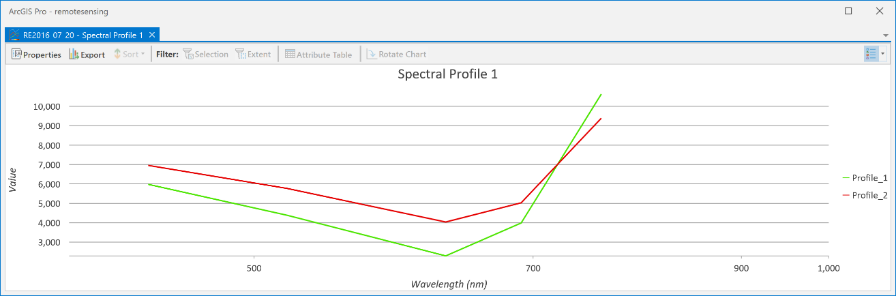 ArcGIS Pro - remotesensing
RE2016 07 20 - Spectral Profile 1
Properties Export Sort Filter: Selection Extent Attribute Table Rotate Chart
Spectral Profile 1
10,000
9,000
8,000
7,000
6,000
5,000
4,000
3,000
Value
Profile_1
Profile_2
500 700 900 1,000
Wavelength (nm)